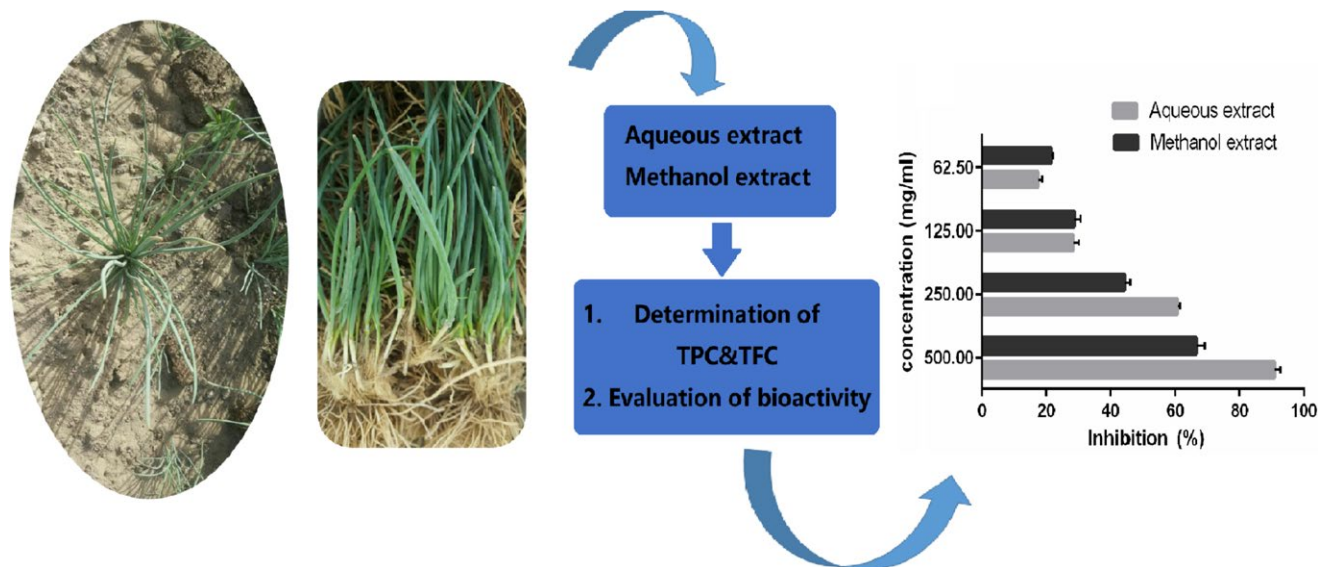 Aqueous extract
Methanol extract
1. Determination of
TPC&TFC
2. Evaluation of bioactivity
Aqueous extract
Methanol extract
concentration (mg/ml)
62.50
125.00
250.00
500.00
0 20 40 60 80 100
Inhibition (%)